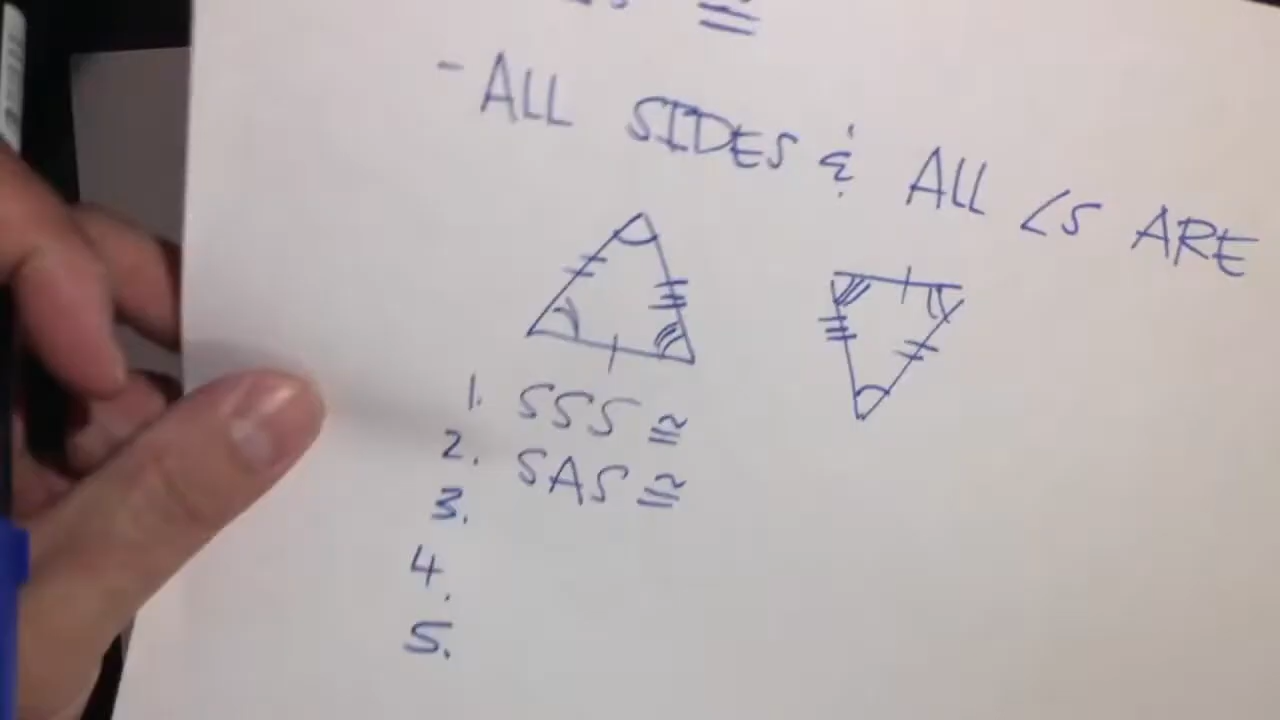 ≅
- ALL SIDES & ALL ∠S ARE
1. SSS ≅
2. SAS ≅
3.
4.
5.